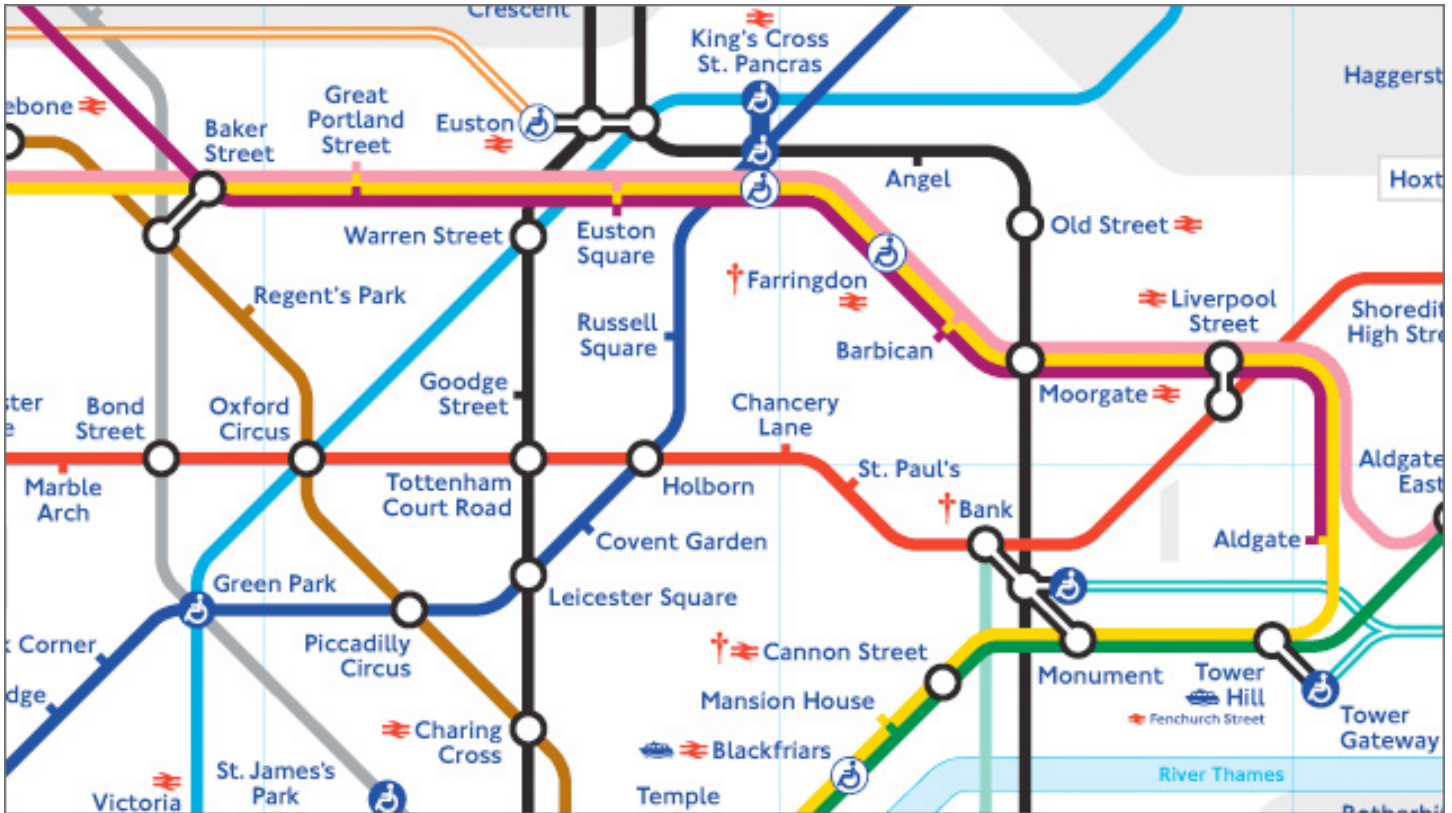 Crescent
King's Cross
St. Pancras
Haggerst
ebone
Great
Portland
Street
Euston
Baker
Street
Angel
Hoxt
Warren Street
Euston
Square
Old Street
†Farringdon
Regent's Park
Liverpool
Street
Shoredit
High Stre
Russell
Square
Barbican
Moorgate
Goodge
Street
Chancery
Lane
ster
e
Bond
Street
Oxford
Circus
Marble
Arch
Tottenham
Court Road
Holborn
St. Paul's
Aldgate
East
†Bank
Covent Garden
Aldgate
Green Park
Leicester Square
k Corner
Piccadilly
Circus
† Cannon Street
Monument
Tower
Hill
Fenchurch Street
dge
Mansion House
Tower
Gateway
Charing
Cross
Blackfriars
River Thames
St. James's
Park
Victoria
Temple